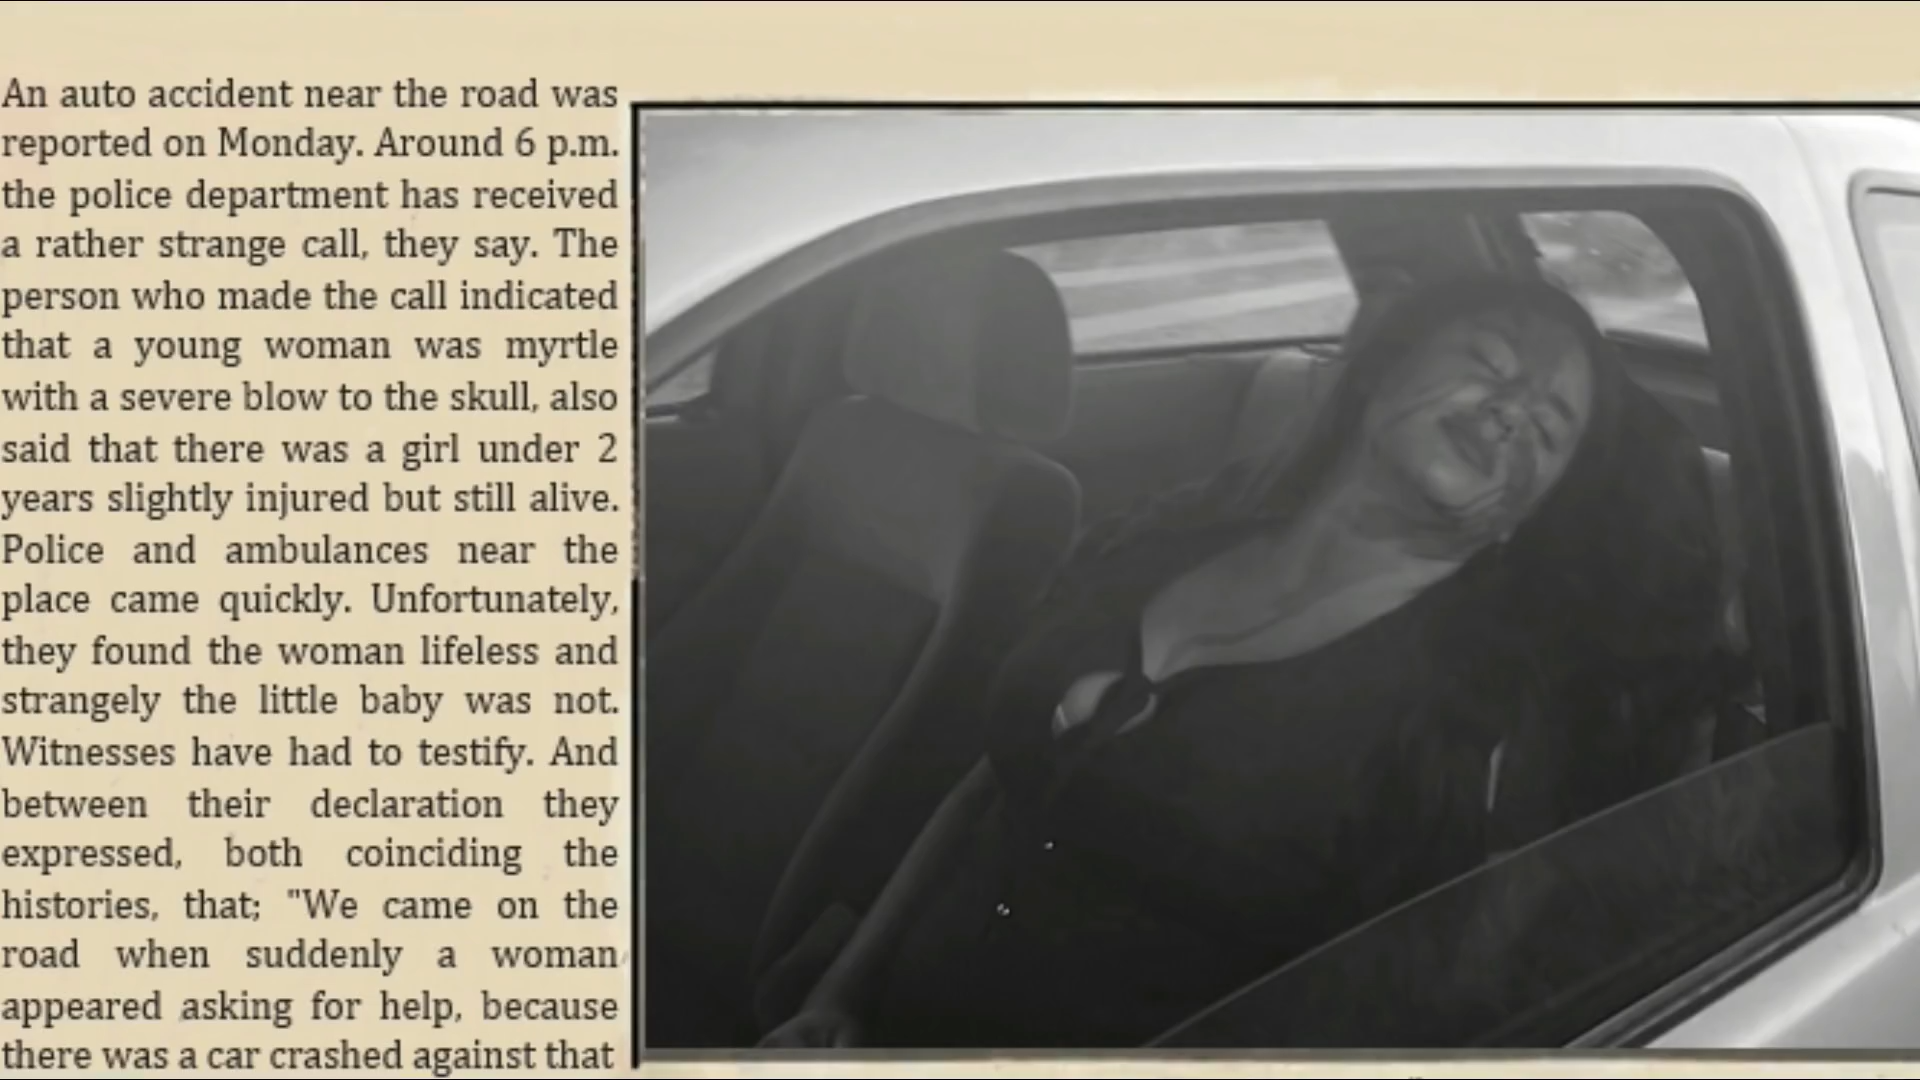 An auto accident near the road was
reported on Monday. Around 6 p.m.
the police department has received
a rather strange call, they say. The
person who made the call indicated
that a young woman was myrtle
with a severe blow to the skull, also
said that there was a girl under 2
years slightly injured but still alive.
Police and ambulances near the
place came quickly. Unfortunately,
they found the woman lifeless and
strangely the little baby was not.
Witnesses have had to testify. And
between their declaration they
expressed, both coinciding the
histories, that; "We came on the
road when suddenly a woman
appeared asking for help, because
there was a car crashed against that